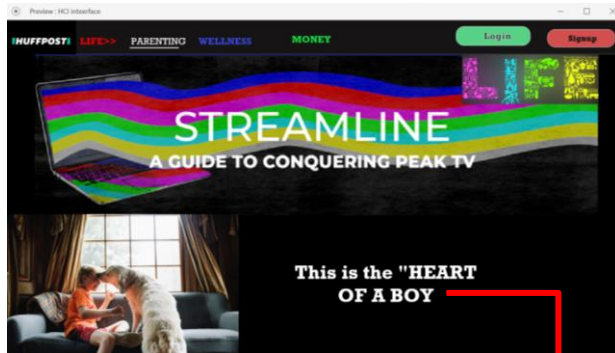 Preview : HCI inteerface
HUFFPOST LIFE>> PARENTING WELLNESS MONEY Login Signup
LIFE
STREAMLINE
A GUIDE TO CONQUERING PEAK TV
This is the "HEART
OF A BOY